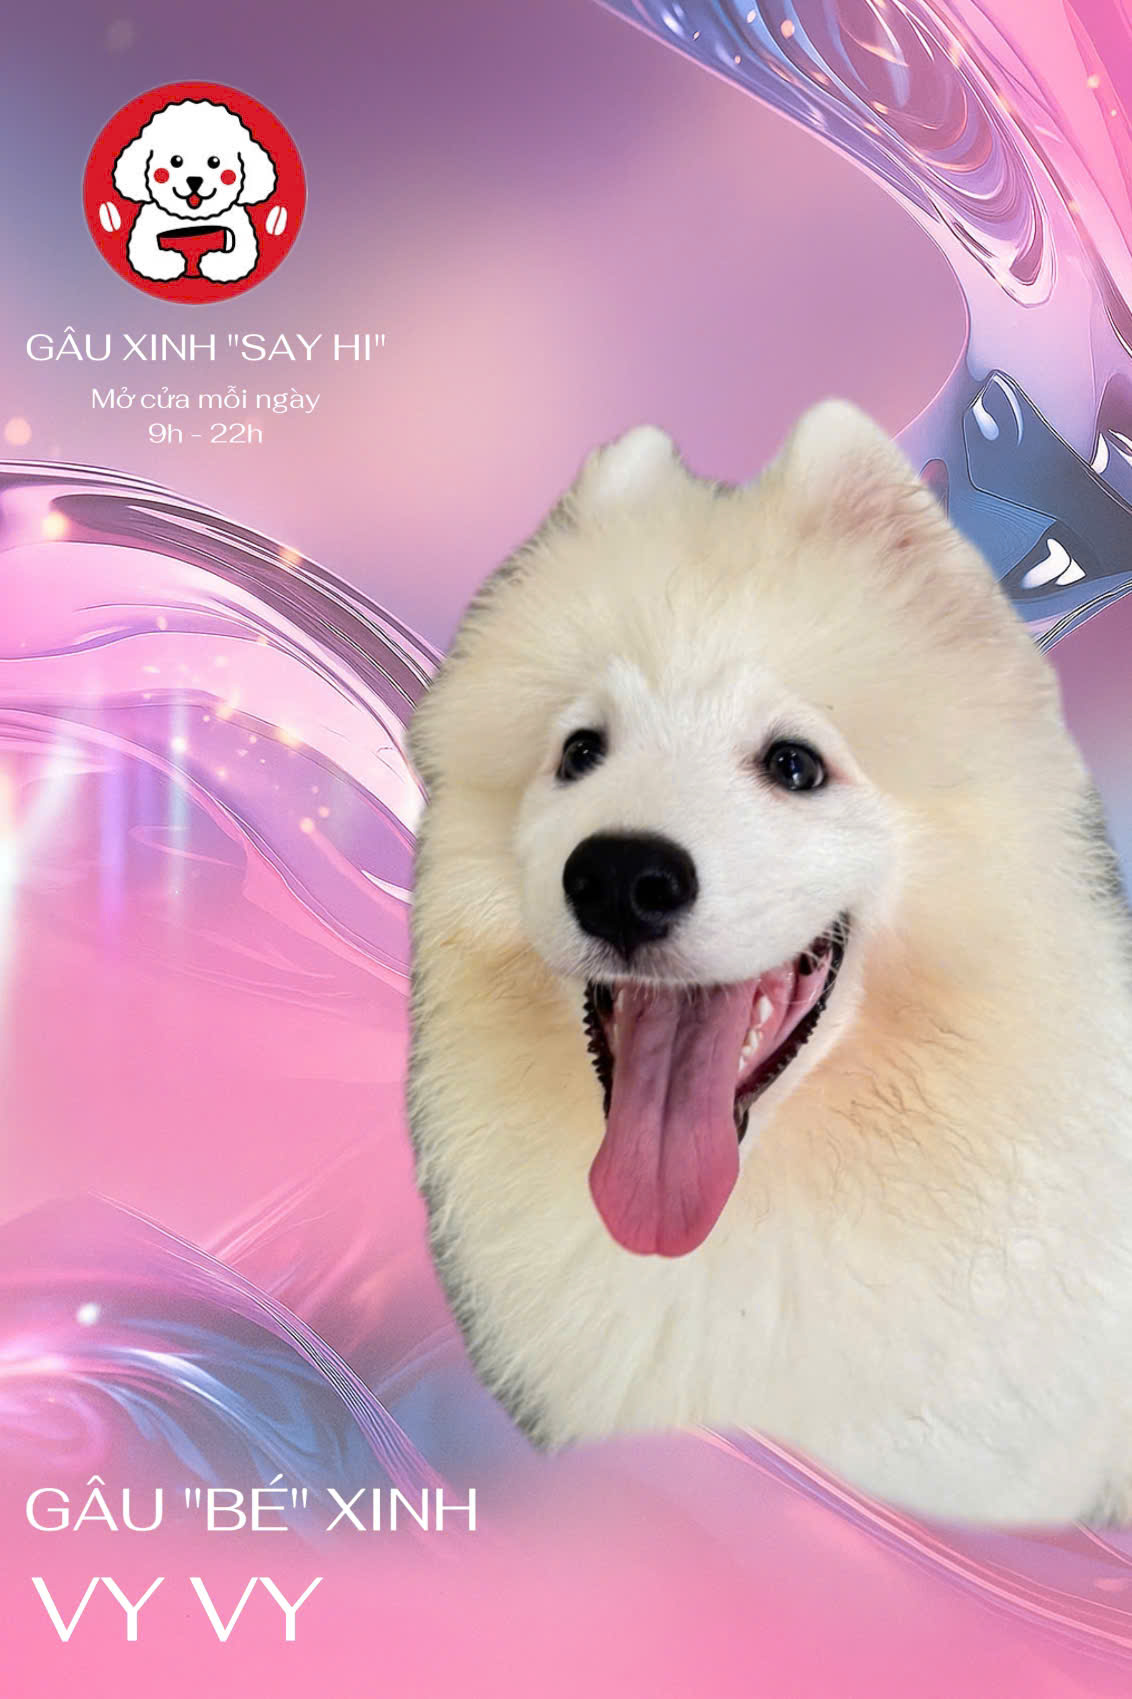 GÂU XINH "SAY HI"
Mở cửa mỗi ngày
9h - 22h
GÂU "BÉ" XINH
VY VY